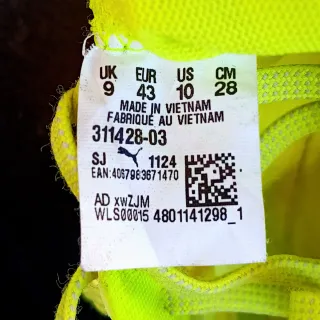 UK EUR US CM
9 43 10 28
MADE IN VIETNAM
FABRIQUÉ AU VIETNAM
311428-03
SJ 1124
EAN:4067983671470
AD xwZJM
WLS00015 4801141298_1